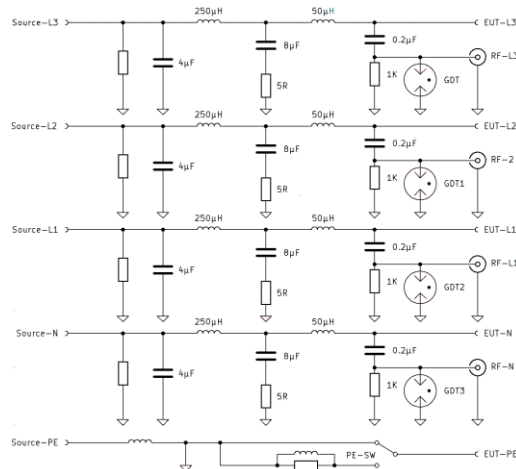 250µH 50µH
Source-L3 EUT-L3
0.2µF
8µF RF-L3
4µF
1K GDT
5R
250µH 50µH
Source-L2 EUT-L2
0.2µF
8µF RF-2
4µF
1K GDT1
5R
250µH 50µH
Source-L1 EUT-L1
0.2µF
8µF RF-L1
4µF
1K GDT2
5R
250µH 50µH
Source-N EUT-N
0.2µF
8µF RF-N
4µF
1K GDT3
5R
Source-PE PE-SW EUT-PE